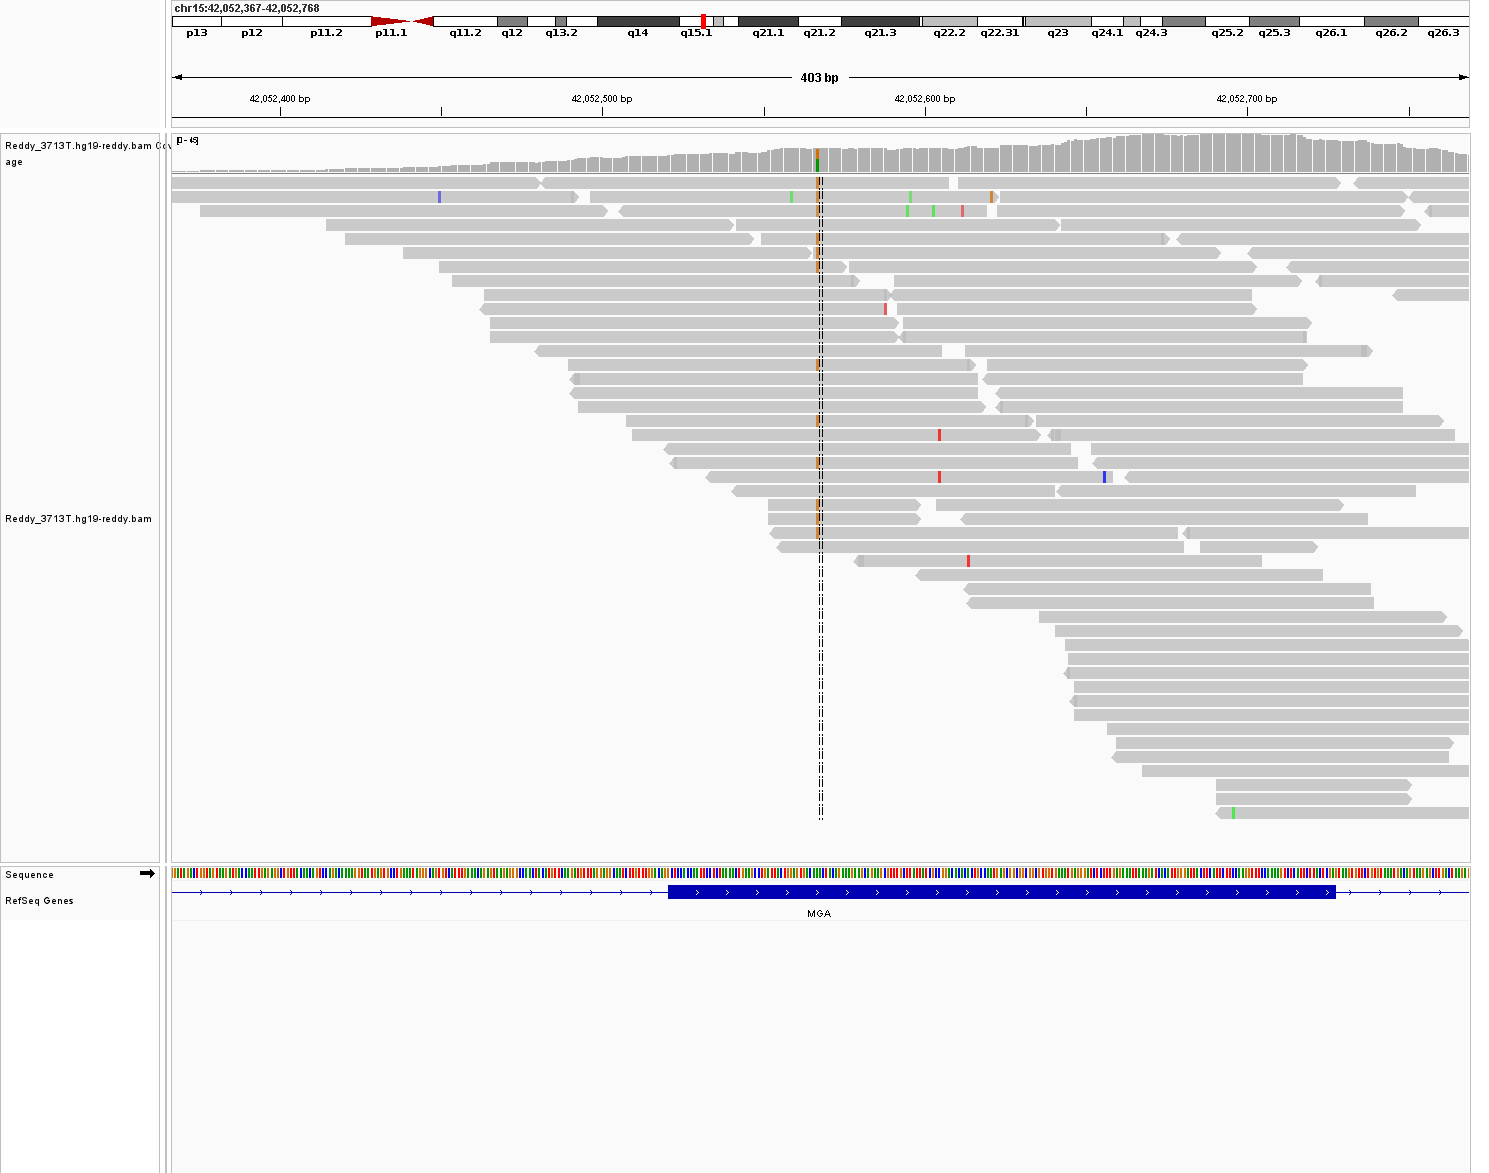 chr15:42,052,367-42,052,768
p13 p12 p11.2 p11.1 q11.2 q12 q13.2 q14 q15.1 q21.1 q21.2 q21.3 q22.2 q22.31 q23 q24.1 q24.3 q25.2 q25.3 q26.1 q26.2 q26.3
403 bp
42,052,400 bp 42,052,500 bp 42,052,600 bp 42,052,700 bp
Reddy_3713T.hg19-reddy.bam Cov
age
[0 - 45]
Reddy_3713T.hg19-reddy.bam
Sequence
RefSeq Genes
MGA